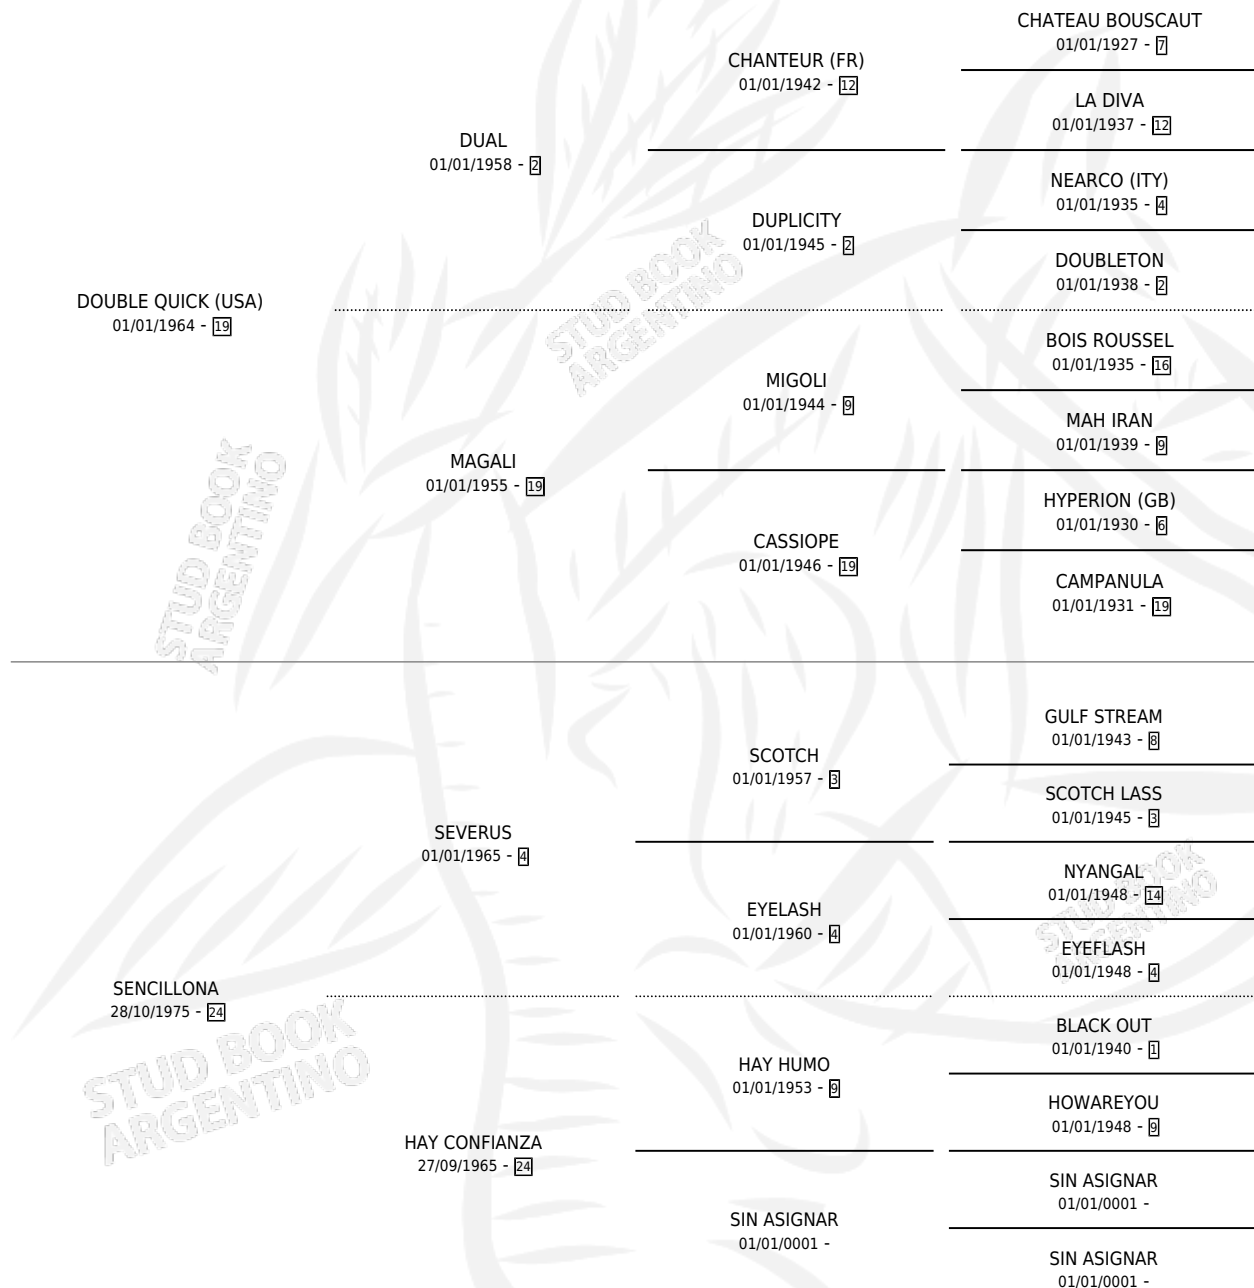 CHATEAU BOUSCAUT
01/01/1927 - 7
CHANTEUR (FR)
01/01/1942 - 12
LA DIVA
01/01/1937 - 12
DUAL
01/01/1958 - 2
NEARCO (ITY)
01/01/1935 - 4
DUPLICITY
01/01/1945 - 2
DOUBLETON
01/01/1938 - 2
DOUBLE QUICK (USA)
01/01/1964 - 19
BOIS ROUSSEL
01/01/1935 - 16
MIGOLI
01/01/1944 - 9
MAH IRAN
01/01/1939 - 9
MAGALI
01/01/1955 - 19
HYPERION (GB)
01/01/1930 - 6
CASSIOPE
01/01/1946 - 19
CAMPANULA
01/01/1931 - 19
GULF STREAM
01/01/1943 - 8
SCOTCH
01/01/1957 - 3
SCOTCH LASS
01/01/1945 - 3
SEVERUS
01/01/1965 - 4
NYANGAL
01/01/1948 - 14
EYELASH
01/01/1960 - 4
EYEFLASH
01/01/1948 - 4
SENCILLONA
28/10/1975 - 24
BLACK OUT
01/01/1940 - 1
HAY HUMO
01/01/1953 - 9
HOWAREYOU
01/01/1948 - 9
HAY CONFIANZA
27/09/1965 - 24
SIN ASIGNAR
01/01/0001 -
SIN ASIGNAR
01/01/0001 -
SIN ASIGNAR
01/01/0001 -
STUD BOOK
ARGENTINO
STUD BOOK
ARGENTINO
STUD BOOK
ARGENTINO
STUD BOOK
ARGENTINO